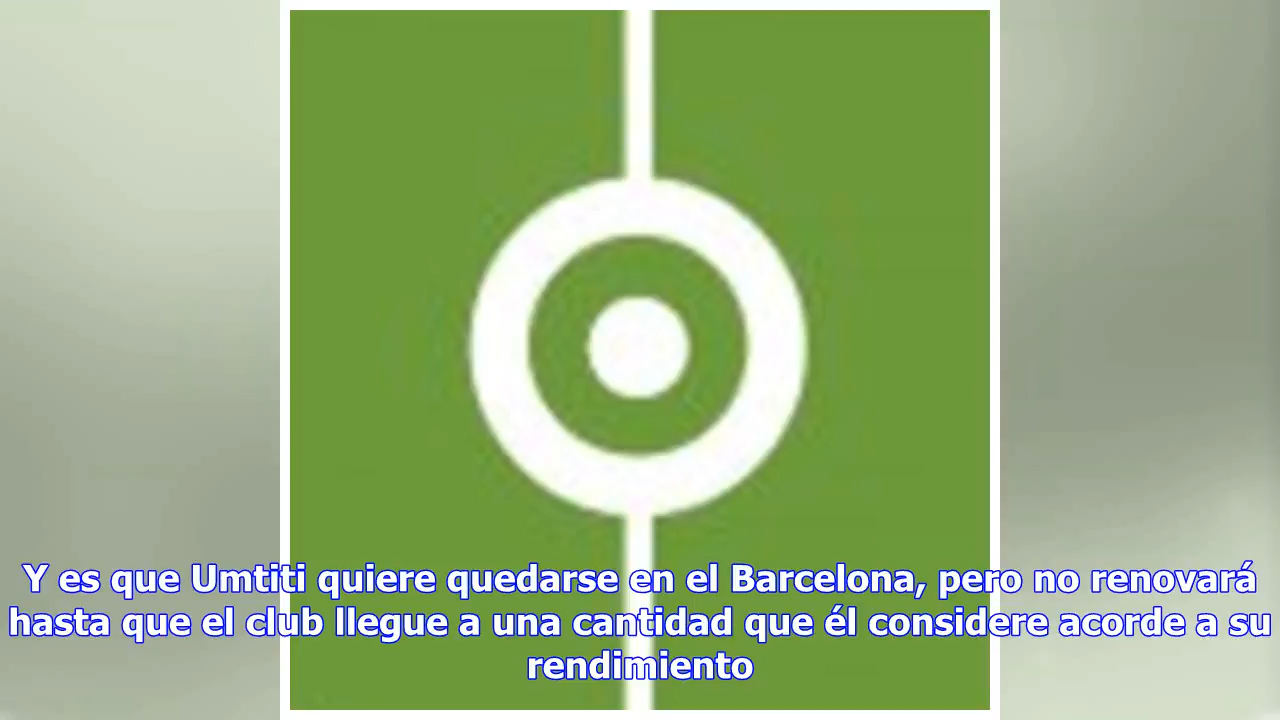 Y es que Umtiti quiere quedarse en el Barcelona, pero no renovará
hasta que el club llegue a una cantidad que él considere acorde a su
rendimiento